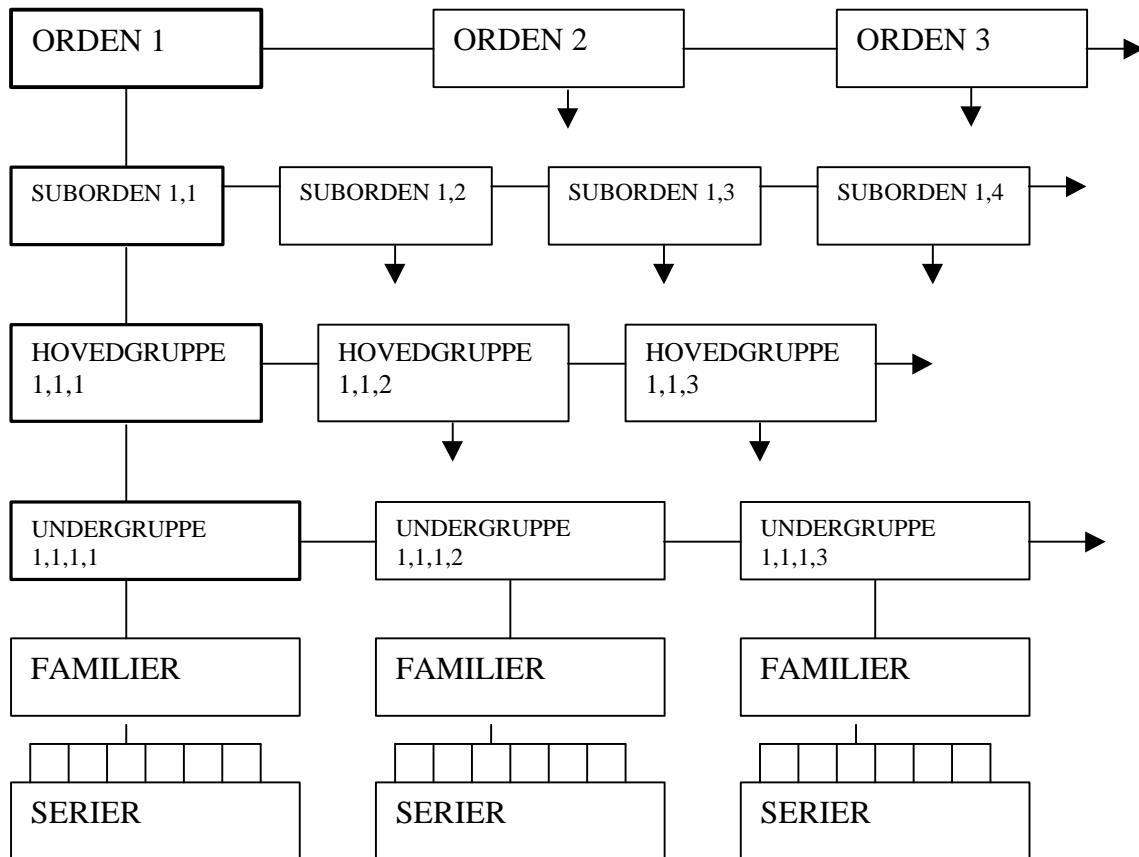 ORDEN 1
ORDEN 2
ORDEN 3
SUBORDEN 1,1
SUBORDEN 1,2
SUBORDEN 1,3
SUBORDEN 1,4
HOVEDGRUPPE
1,1,1
HOVEDGRUPPE
1,1,2
HOVEDGRUPPE
1,1,3
UNDERGRUPPE
1,1,1,1
UNDERGRUPPE
1,1,1,2
UNDERGRUPPE
1,1,1,3
FAMILIER
FAMILIER
FAMILIER
SERIER
SERIER
SERIER